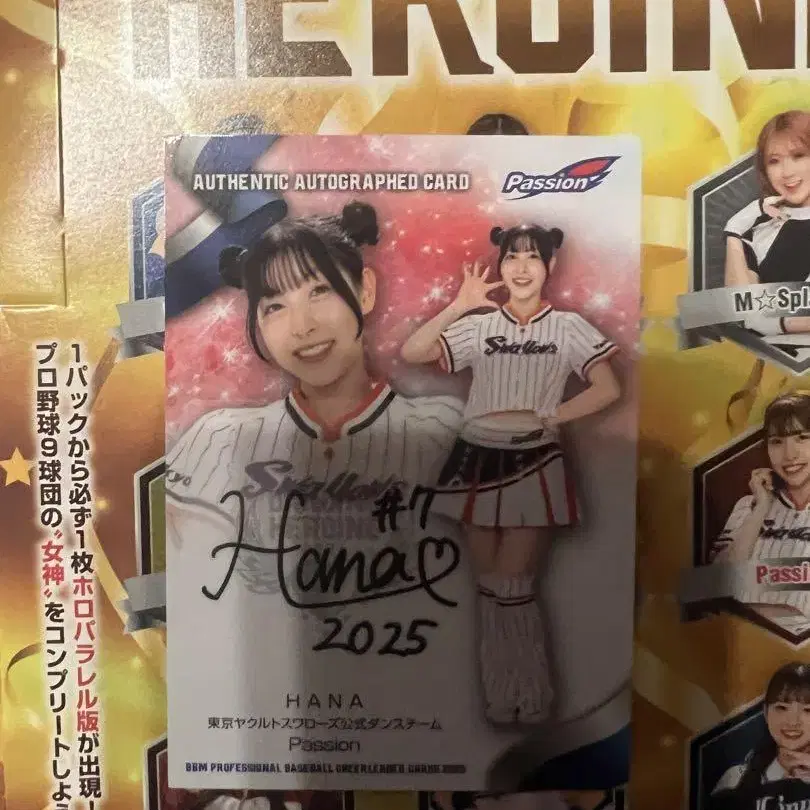 HEROINE
AUTHENTIC AUTOGRAPHED CARD
Passion
M☆Spl
Swallows
Swallows
HEROINE
#7
Hana♡
2025
HANA
東京ヤクルトスワローズ公式ダンスチーム
Passion
BBM PROFESSIONAL BASEBALL CHEERLEADER CARDS 2025
1パックから必ず1枚ホロパラレル版が出現!
プロ野球9球団の“女神”をコンプリートしよう
Passi